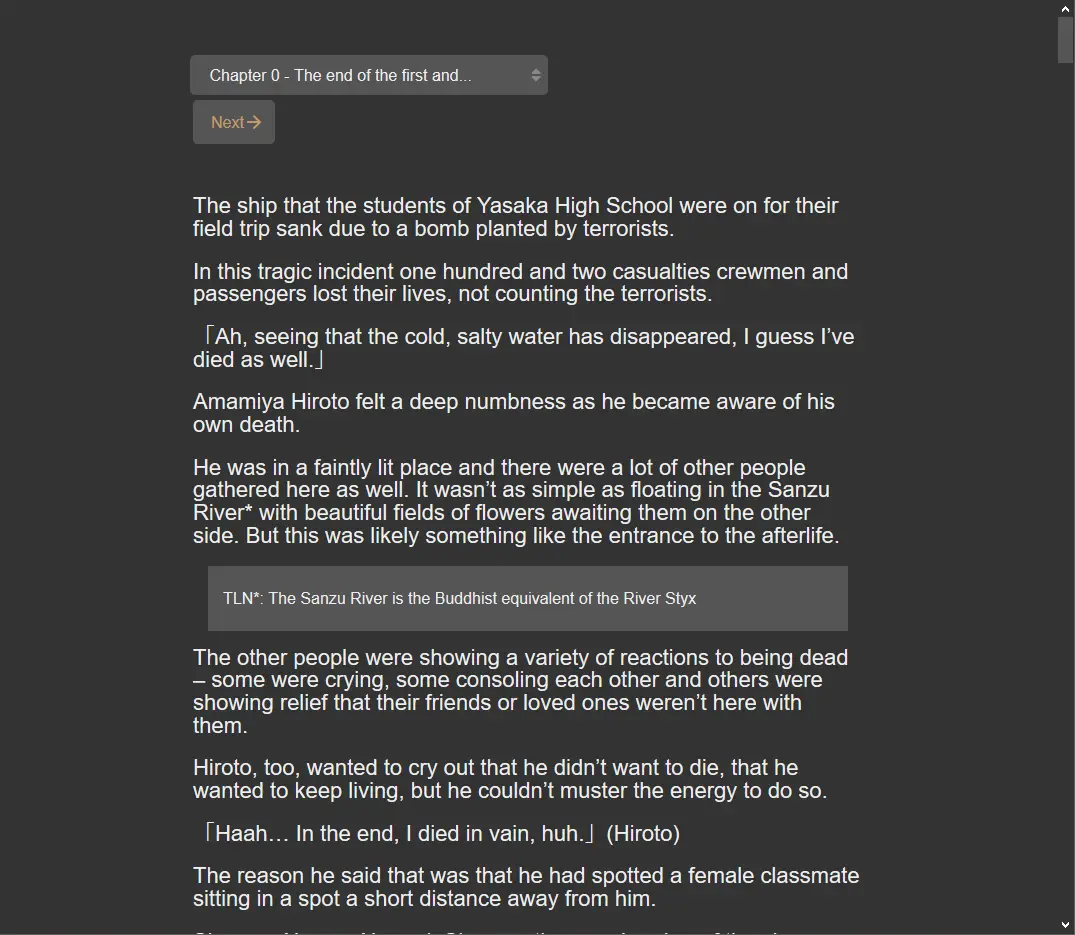 Chapter 0 - The end of the first and...
Next→
The ship that the students of Yasaka High School were on for their
field trip sank due to a bomb planted by terrorists.
In this tragic incident one hundred and two casualties crewmen and
passengers lost their lives, not counting the terrorists.
「Ah, seeing that the cold, salty water has disappeared, I guess I’ve
died as well.」
Amamiya Hiroto felt a deep numbness as he became aware of his
own death.
He was in a faintly lit place and there were a lot of other people
gathered here as well. It wasn’t as simple as floating in the Sanzu
River* with beautiful fields of flowers awaiting them on the other
side. But this was likely something like the entrance to the afterlife.
TLN*: The Sanzu River is the Buddhist equivalent of the River Styx
The other people were showing a variety of reactions to being dead
– some were crying, some consoling each other and others were
showing relief that their friends or loved ones weren’t here with
them.
Hiroto, too, wanted to cry out that he didn’t want to die, that he
wanted to keep living, but he couldn’t muster the energy to do so.
「Haah… In the end, I died in vain, huh.」(Hiroto)
The reason he said that was that he had spotted a female classmate
sitting in a spot a short distance away from him.